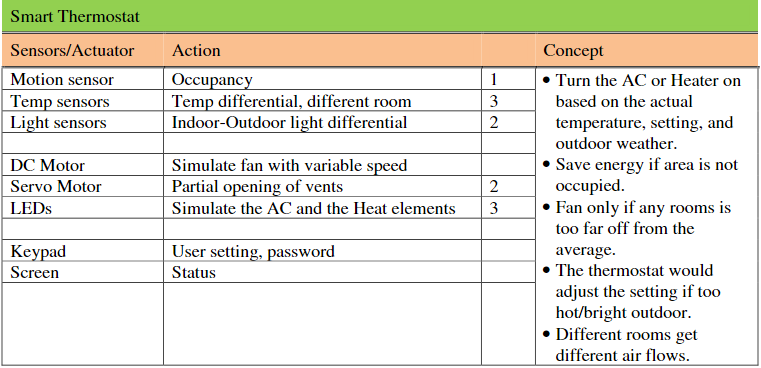 Smart Thermostat
Sensors/Actuator Action Concept
Motion sensor Occupancy 1
Temp sensors Temp differential, different room 3
Light sensors Indoor-Outdoor light differential 2
DC Motor Simulate fan with variable speed
Servo Motor Partial opening of vents 2
LEDs Simulate the AC and the Heat elements 3
Keypad User setting, password
Screen Status
• Turn the AC or Heater on
based on the actual
temperature, setting, and
outdoor weather.
• Save energy if area is not
occupied.
• Fan only if any rooms is
too far off from the
average.
• The thermostat would
adjust the setting if too
hot/bright outdoor.
• Different rooms get
different air flows.